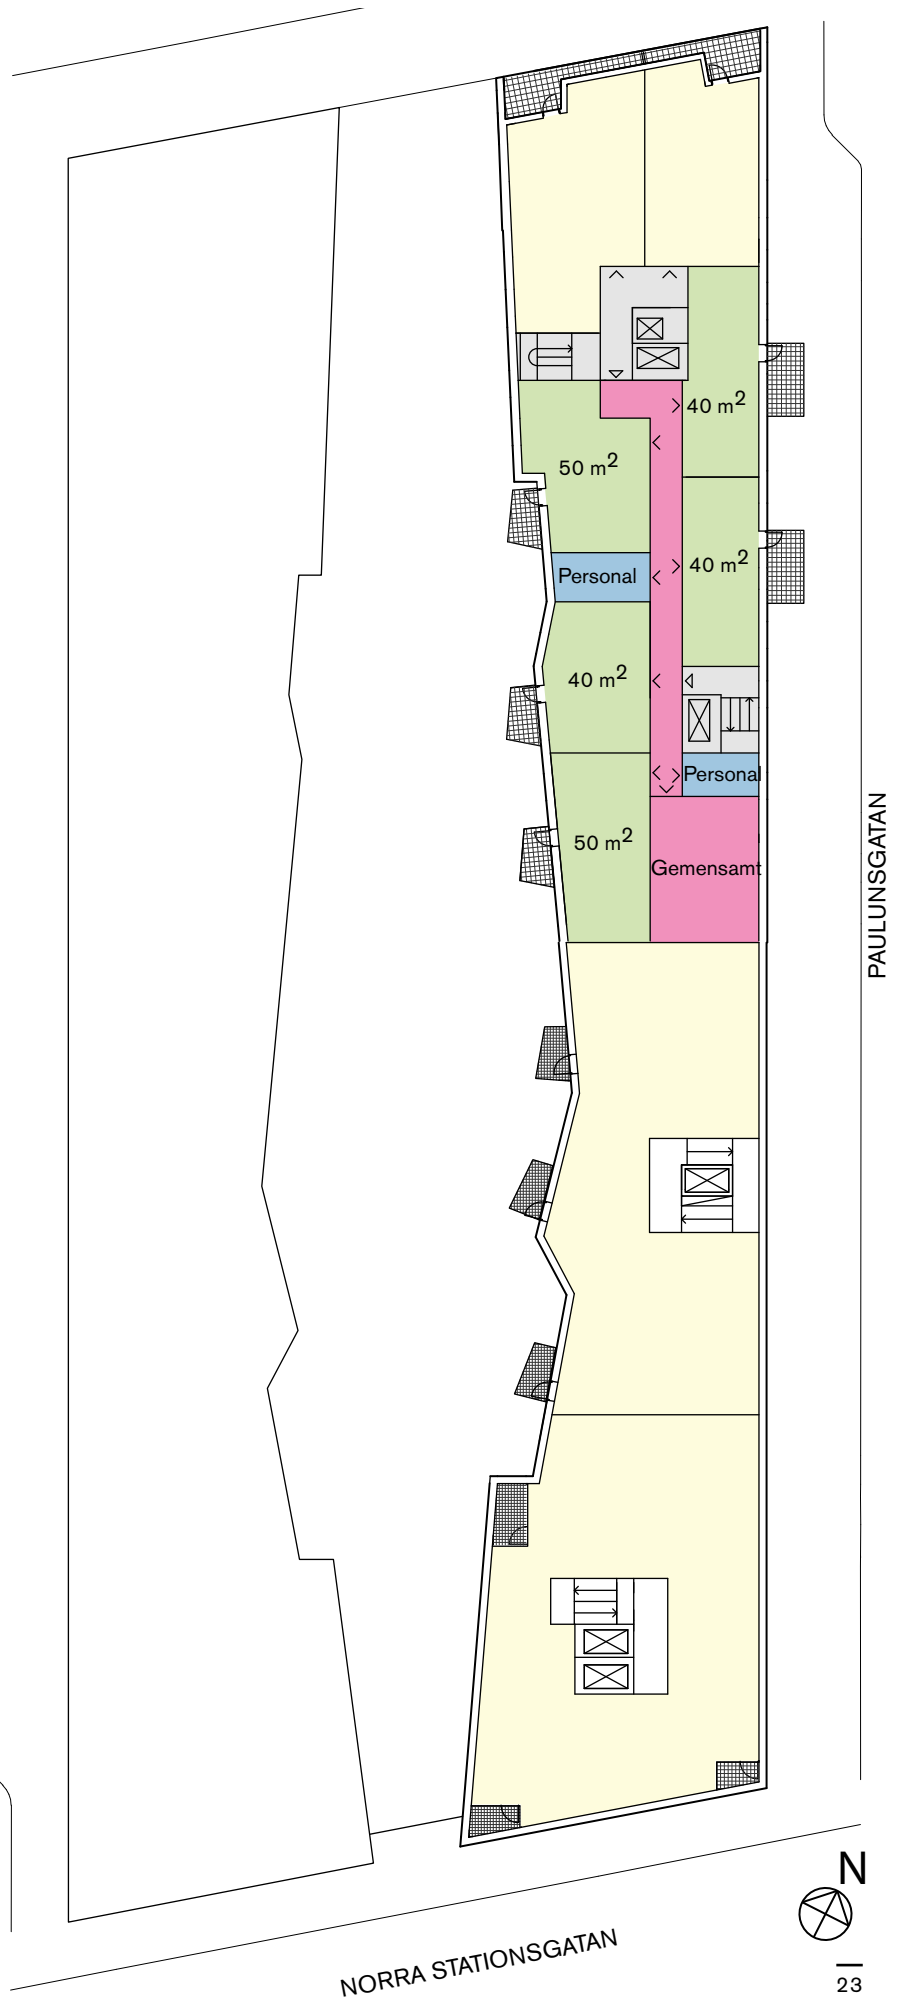 40 m²
50 m²
40 m²
Personal
40 m²
Personal
50 m²
Gemensamt
PAULUNSGATAN
N
NORRA STATIONSGATAN
23